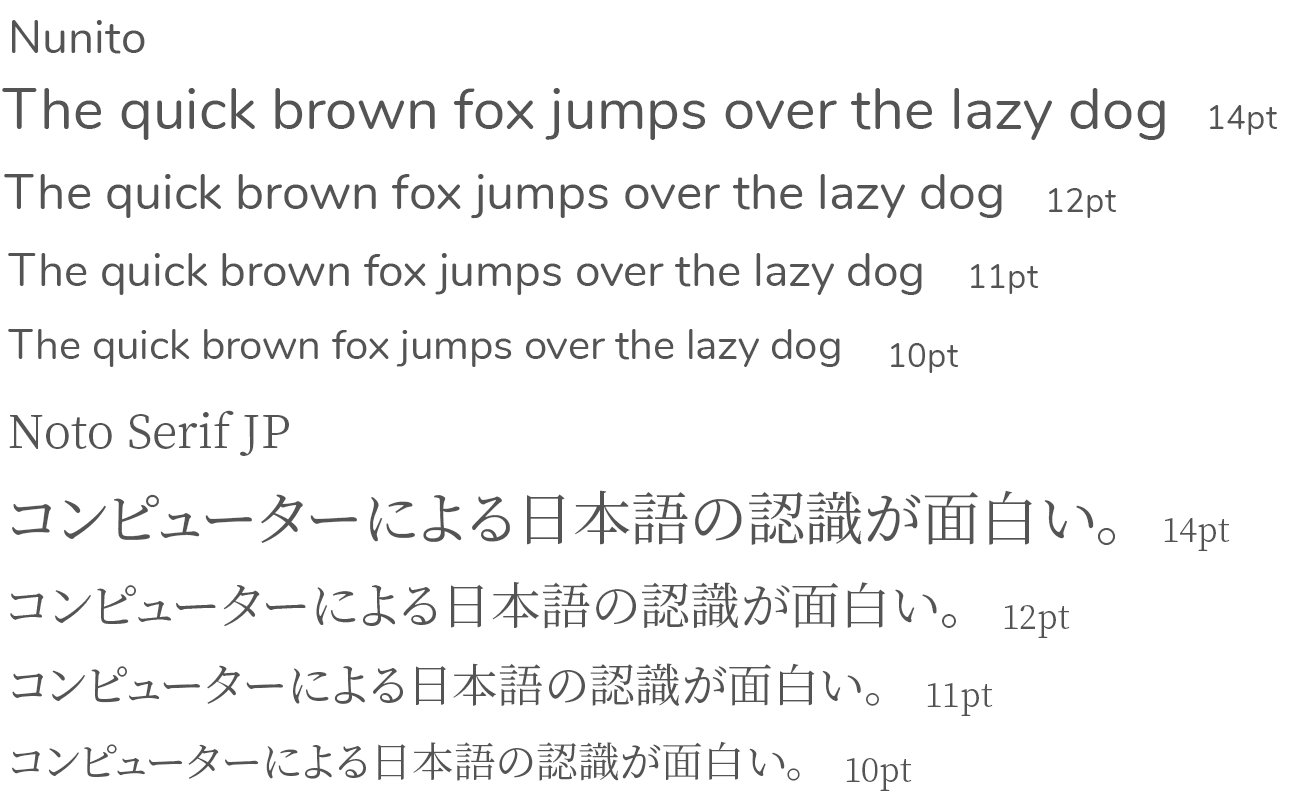 Nunito
The quick brown fox jumps over the lazy dog 14pt
The quick brown fox jumps over the lazy dog 12pt
The quick brown fox jumps over the lazy dog 11pt
The quick brown fox jumps over the lazy dog 10pt
Noto Serif JP
コンピューターによる日本語の認識が面白い。 14pt
コンピューターによる日本語の認識が面白い。 12pt
コンピューターによる日本語の認識が面白い。 11pt
コンピューターによる日本語の認識が面白い。 10pt